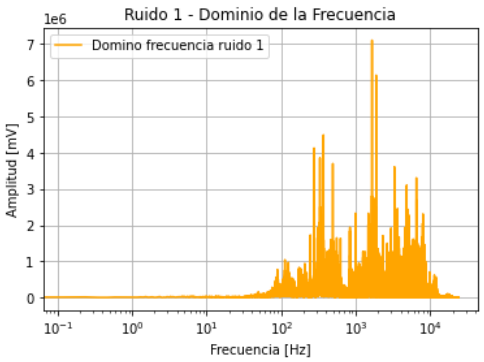 Ruido 1 - Dominio de la Frecuencia
1e6
Domino frecuencia ruido 1
7
6
5
4
3
2
1
0
Amplitud [mV]
10⁻¹ 10⁰ 10¹ 10² 10³ 10⁴
Frecuencia [Hz]